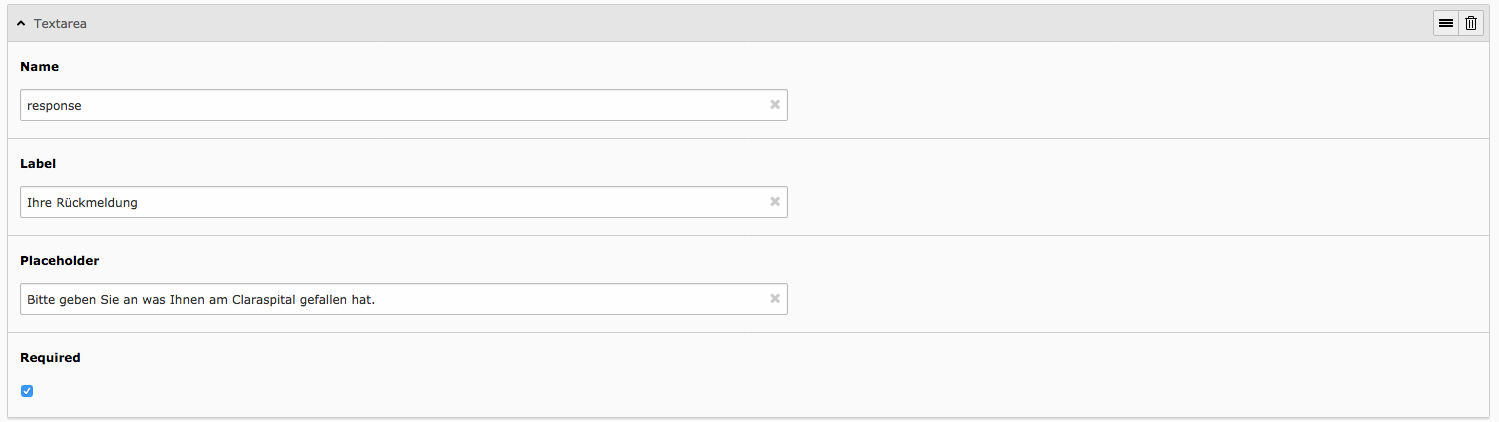 Textarea
Name
response
Label
Ihre Rückmeldung
Placeholder
Bitte geben Sie an was Ihnen am Claraspital gefallen hat.
Required